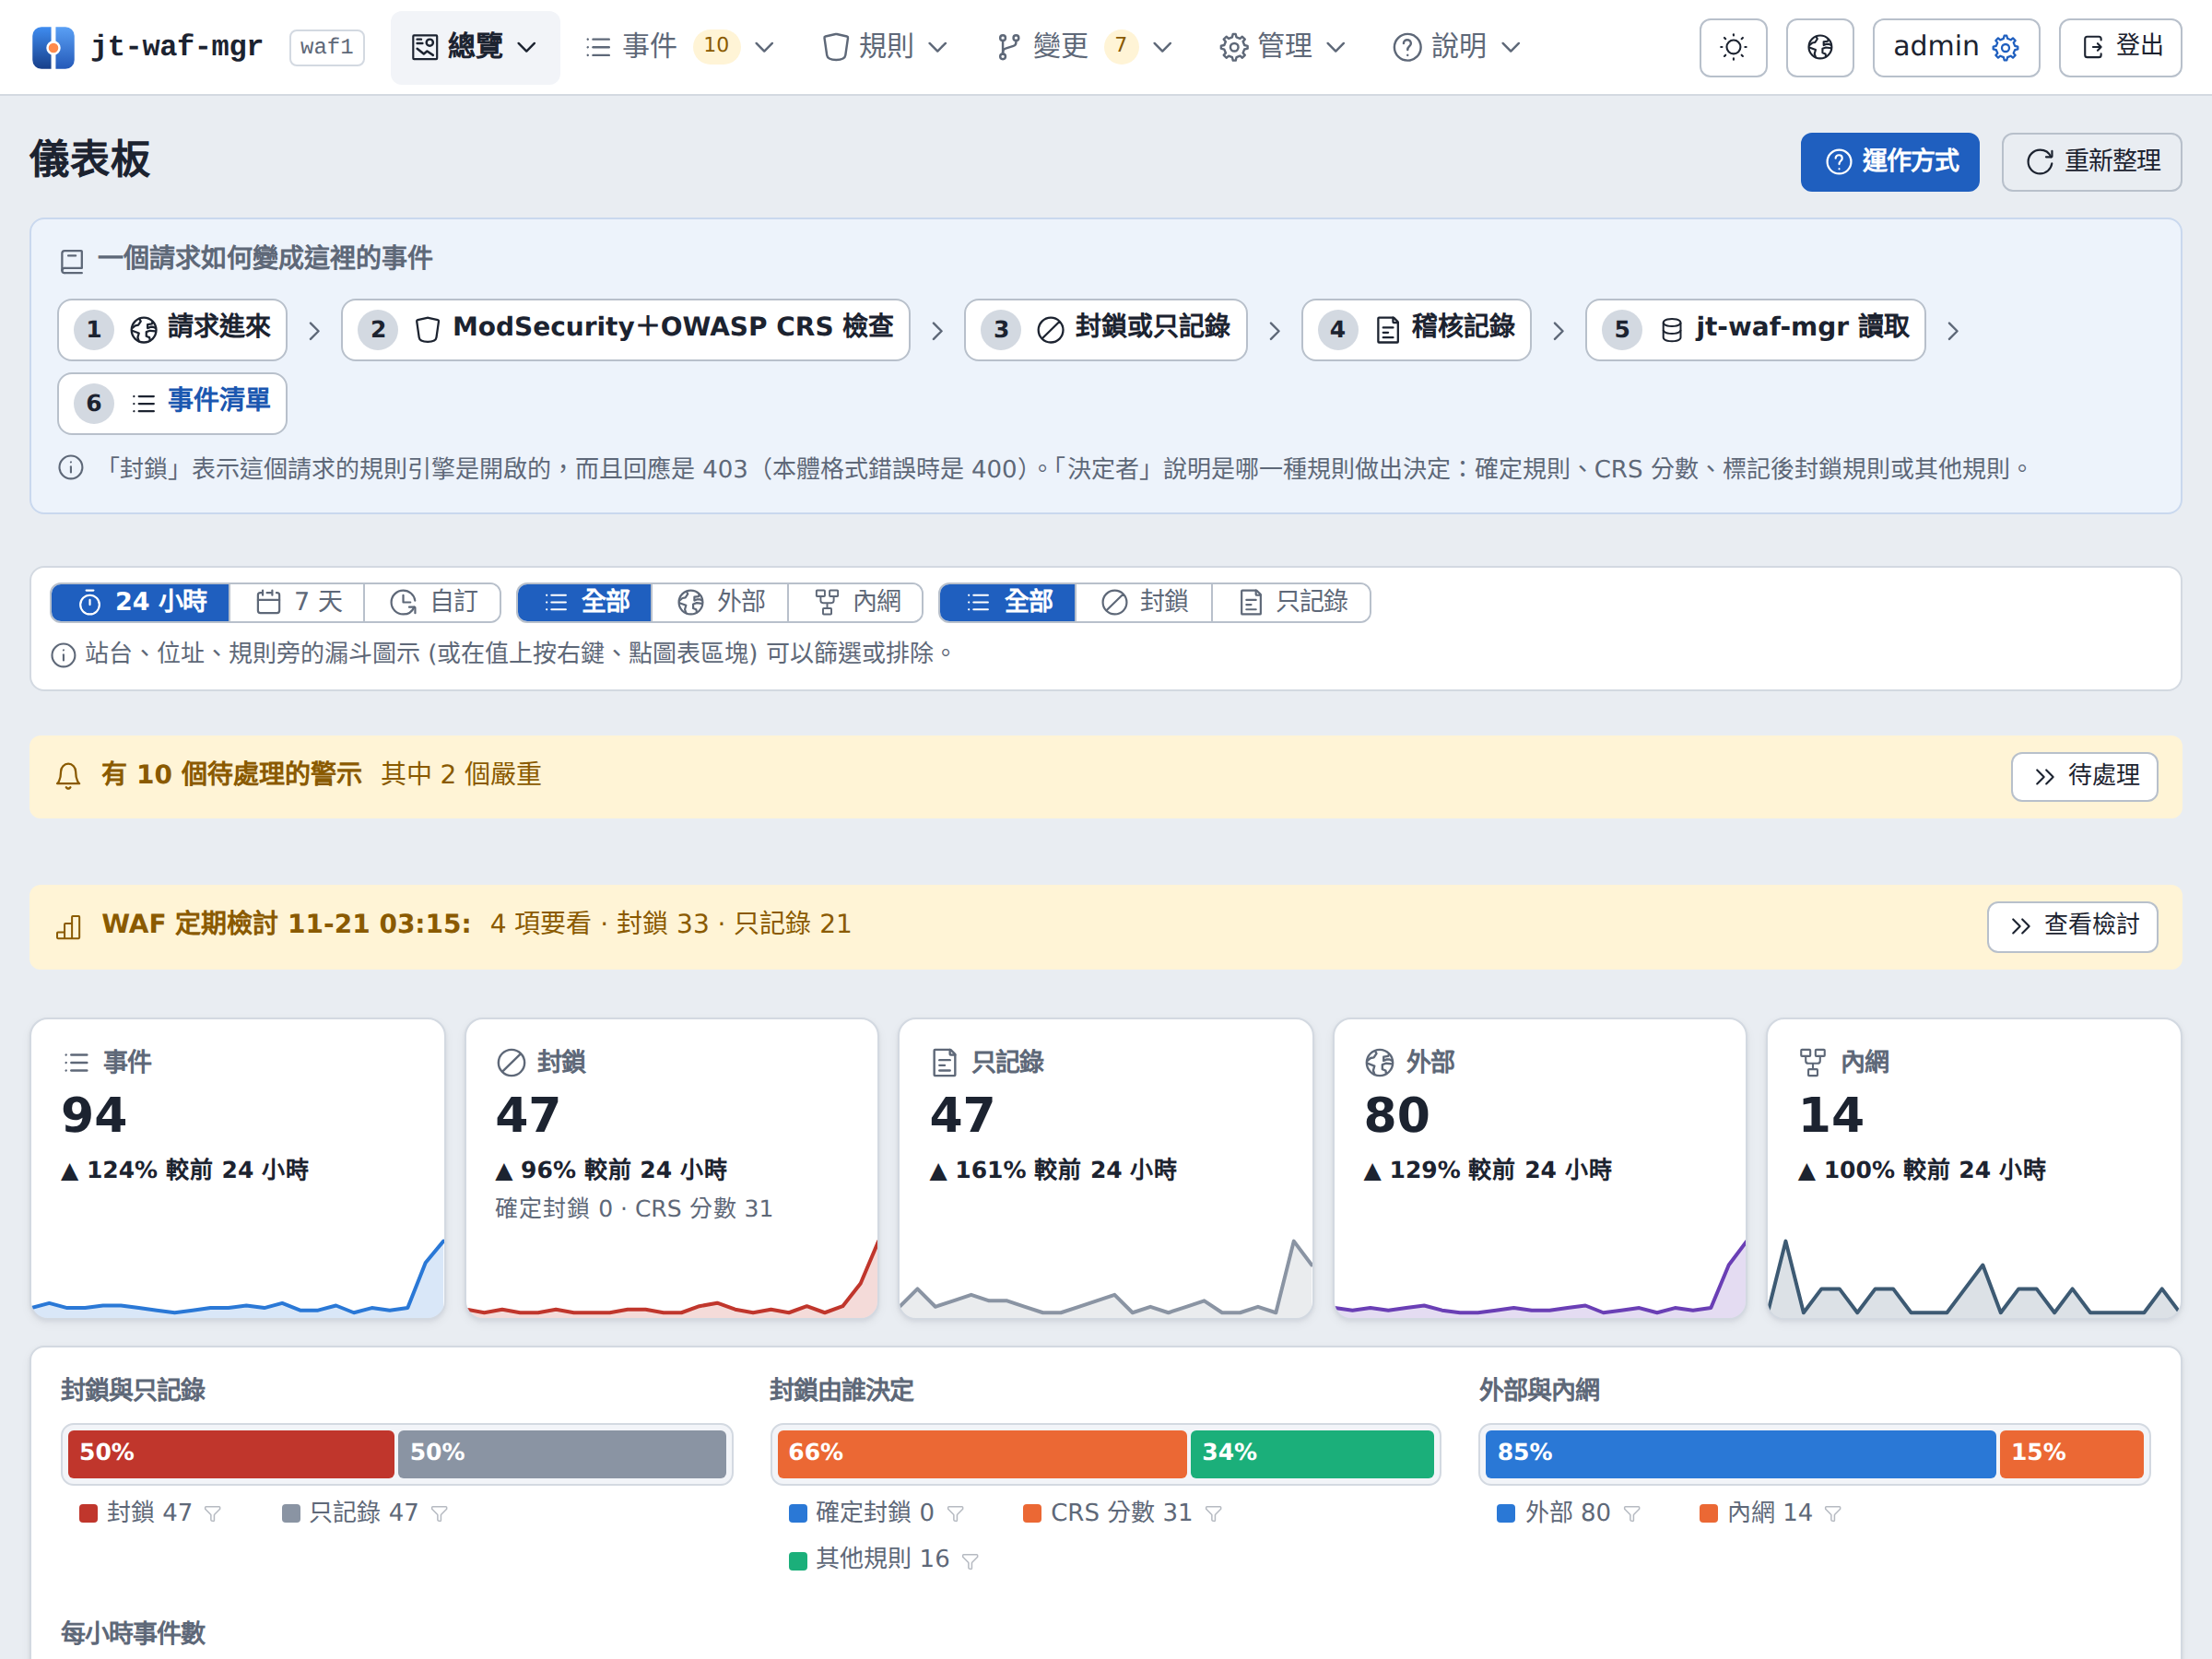 jt-waf-mgr waf1 總覽 事件 10 規則 變更 7 管理 說明 admin 登出
儀表板 運作方式 重新整理
一個請求如何變成這裡的事件
1 請求進來 2 ModSecurity＋OWASP CRS 檢查 3 封鎖或只記錄 4 稽核記錄 5 jt-waf-mgr 讀取
6 事件清單
「封鎖」表示這個請求的規則引擎是開啟的，而且回應是 403（本體格式錯誤時是 400）。「決定者」說明是哪一種規則做出決定：確定規則、CRS 分數、標記後封鎖規則或其他規則。
24 小時 7 天 自訂 全部 外部 內網 全部 封鎖 只記錄
站台、位址、規則旁的漏斗圖示 (或在值上按右鍵、點圖表區塊) 可以篩選或排除。
有 10 個待處理的警示 其中 2 個嚴重 待處理
WAF 定期檢討 11-21 03:15: 4 項要看 · 封鎖 33 · 只記錄 21 查看檢討
事件 封鎖 只記錄 外部 內網
94 47 47 80 14
▲ 124% 較前 24 小時 ▲ 96% 較前 24 小時 ▲ 161% 較前 24 小時 ▲ 129% 較前 24 小時 ▲ 100% 較前 24 小時
確定封鎖 0 · CRS 分數 31
封鎖與只記錄 封鎖由誰決定 外部與內網
50% 50% 66% 34% 85% 15%
封鎖 47 只記錄 47 確定封鎖 0 CRS 分數 31 外部 80 內網 14
其他規則 16
每小時事件數